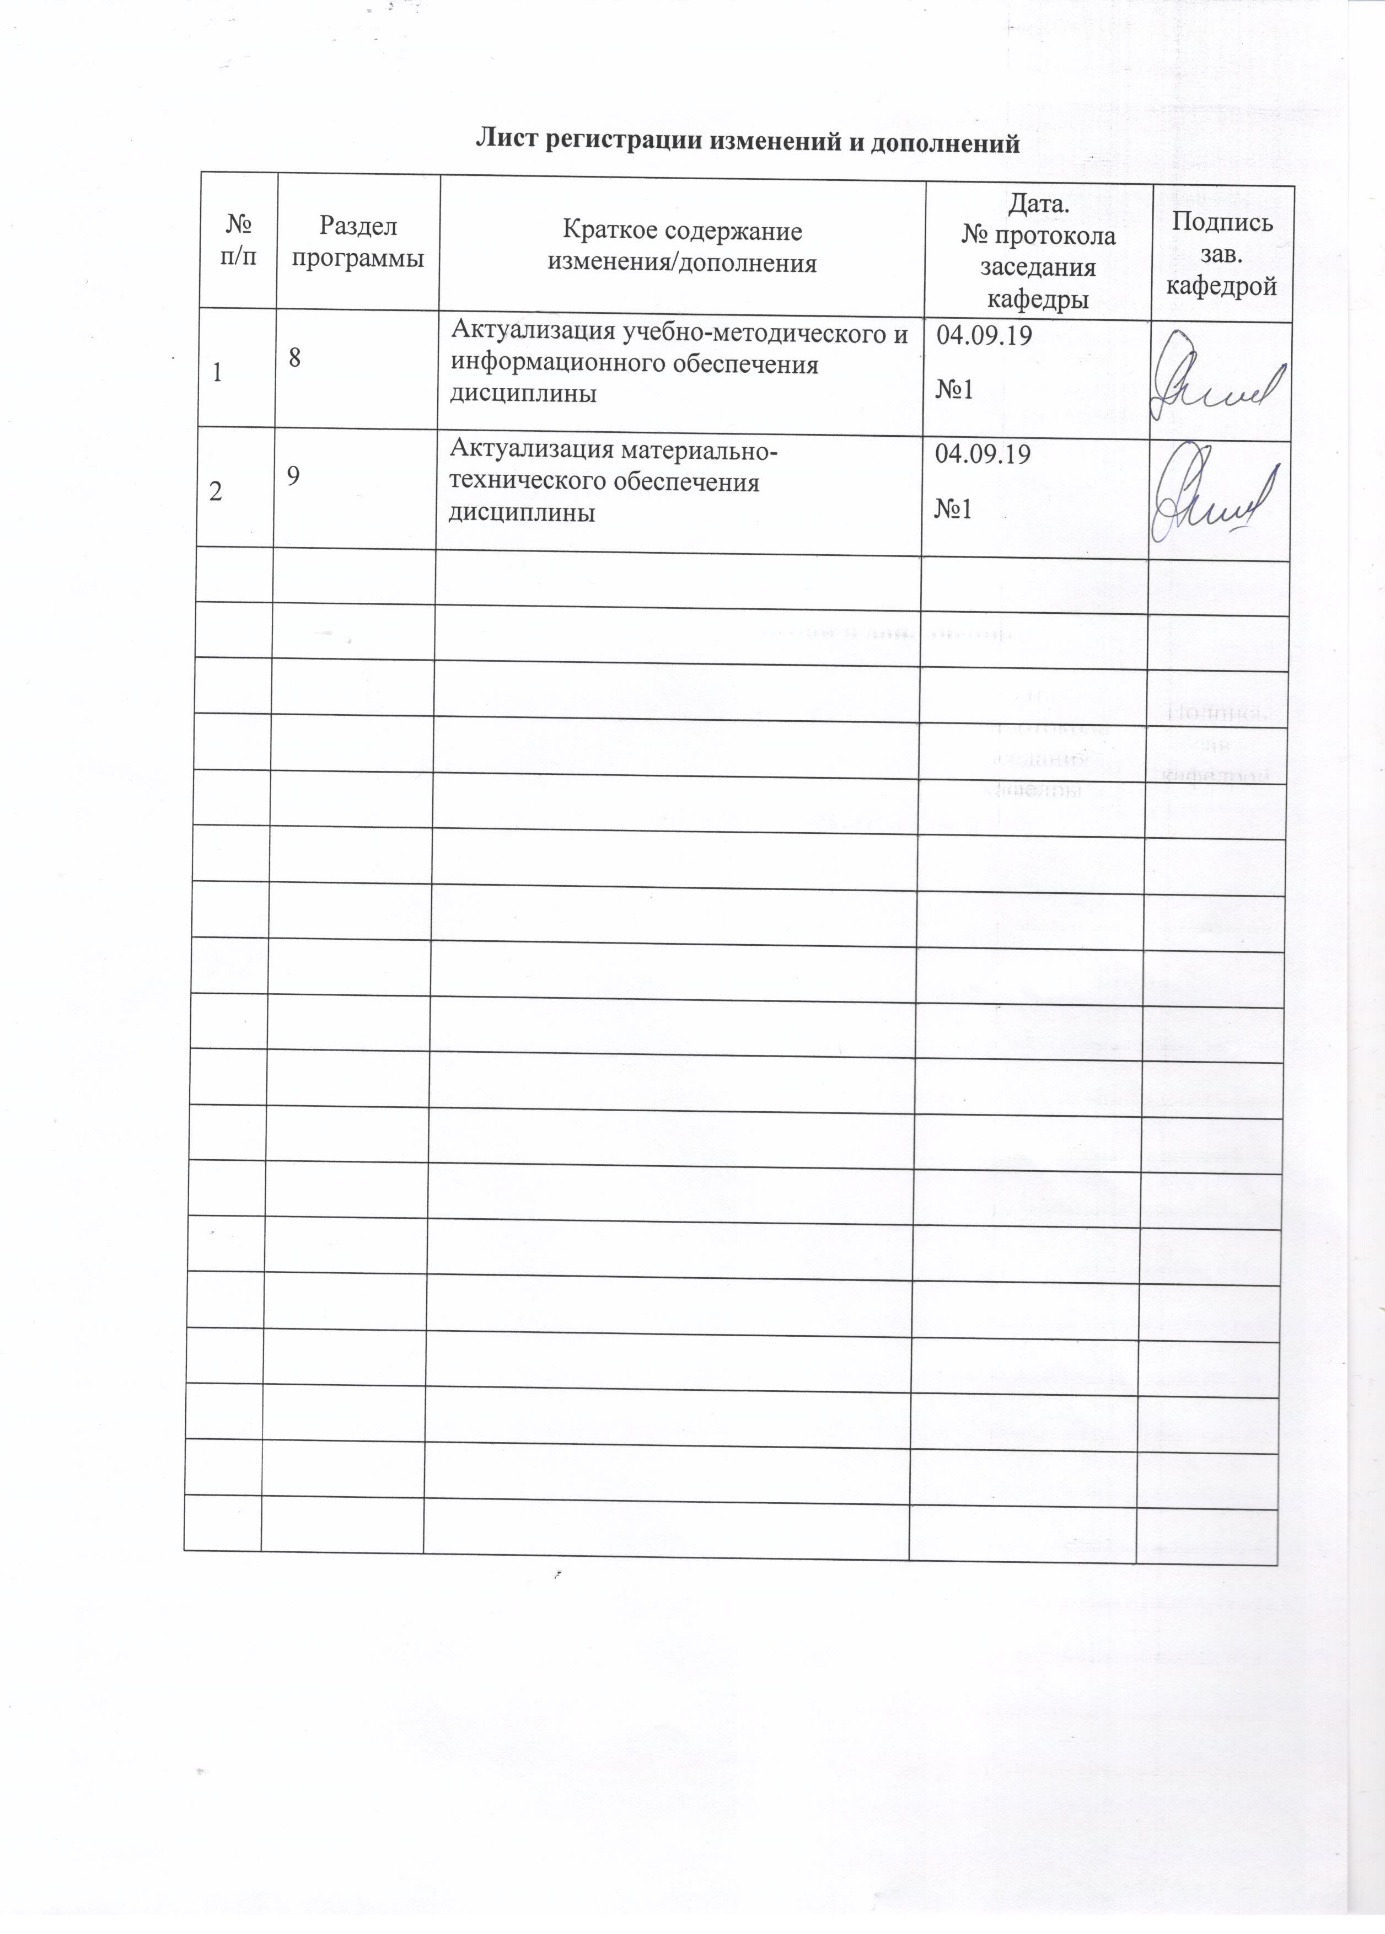 Лист регистрации изменений и дополнений
№
п/п
Раздел
программы
Краткое содержание
изменения/дополнения
Дата.
№ протокола
заседания
кафедры
Подпись
зав.
кафедрой
1
8
Актуализация учебно-методического и
информационного обеспечения
дисциплины
04.09.19
№1
2
9
Актуализация материально-
технического обеспечения
дисциплины
04.09.19
№1